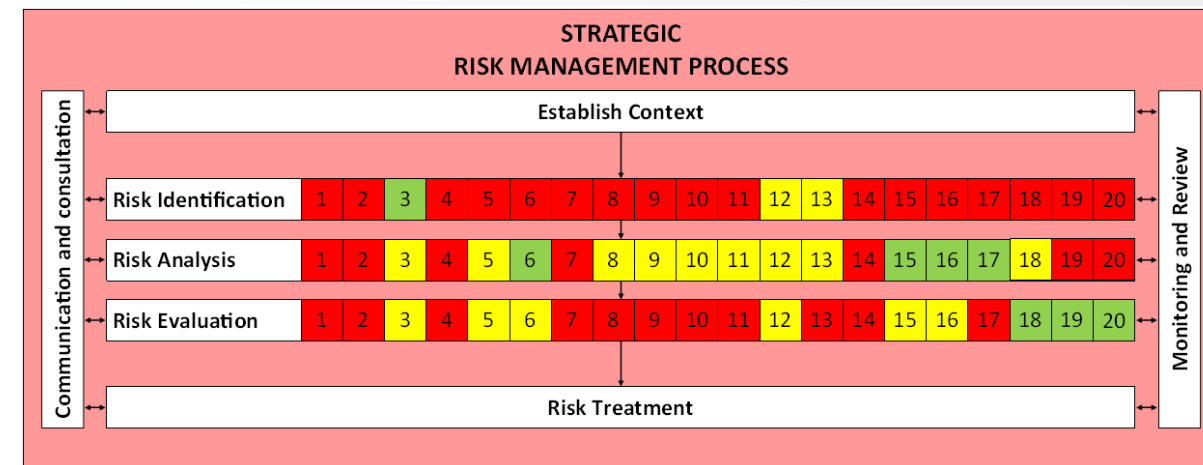 STRATEGIC
RISK MANAGEMENT PROCESS
Communication and consultation
Establish Context
Risk Identification 1 2 3 4 5 6 7 8 9 10 11 12 13 14 15 16 17 18 19 20
Risk Analysis 1 2 3 4 5 6 7 8 9 10 11 12 13 14 15 16 17 18 19 20
Risk Evaluation 1 2 3 4 5 6 7 8 9 10 11 12 13 14 15 16 17 18 19 20
Risk Treatment
Monitoring and Review